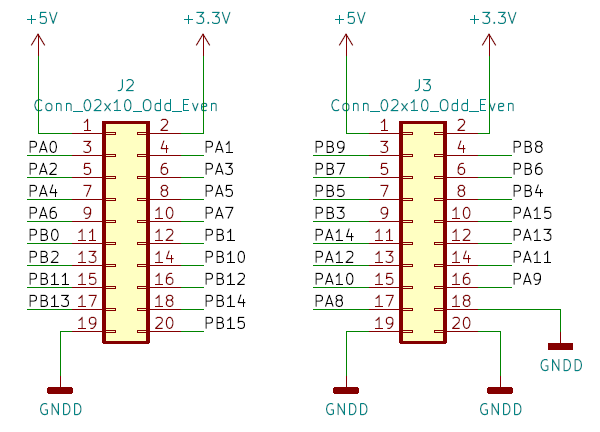 +5V +3.3V +5V +3.3V
J2 J3
Conn_02x10_Odd_Even Conn_02x10_Odd_Even
1 2 1 2
PA0 3 4 PA1 PB9 3 4 PB8
PA2 5 6 PA3 PB7 5 6 PB6
PA4 7 8 PA5 PB5 7 8 PB4
PA6 9 10 PA7 PB3 9 10 PA15
PB0 11 12 PB1 PA14 11 12 PA13
PB2 13 14 PB10 PA12 13 14 PA11
PB11 15 16 PB12 PA10 15 16 PA9
PB13 17 18 PB14 PA8 17 18
19 20 PB15 19 20
GNDD
GNDD GNDD GNDD